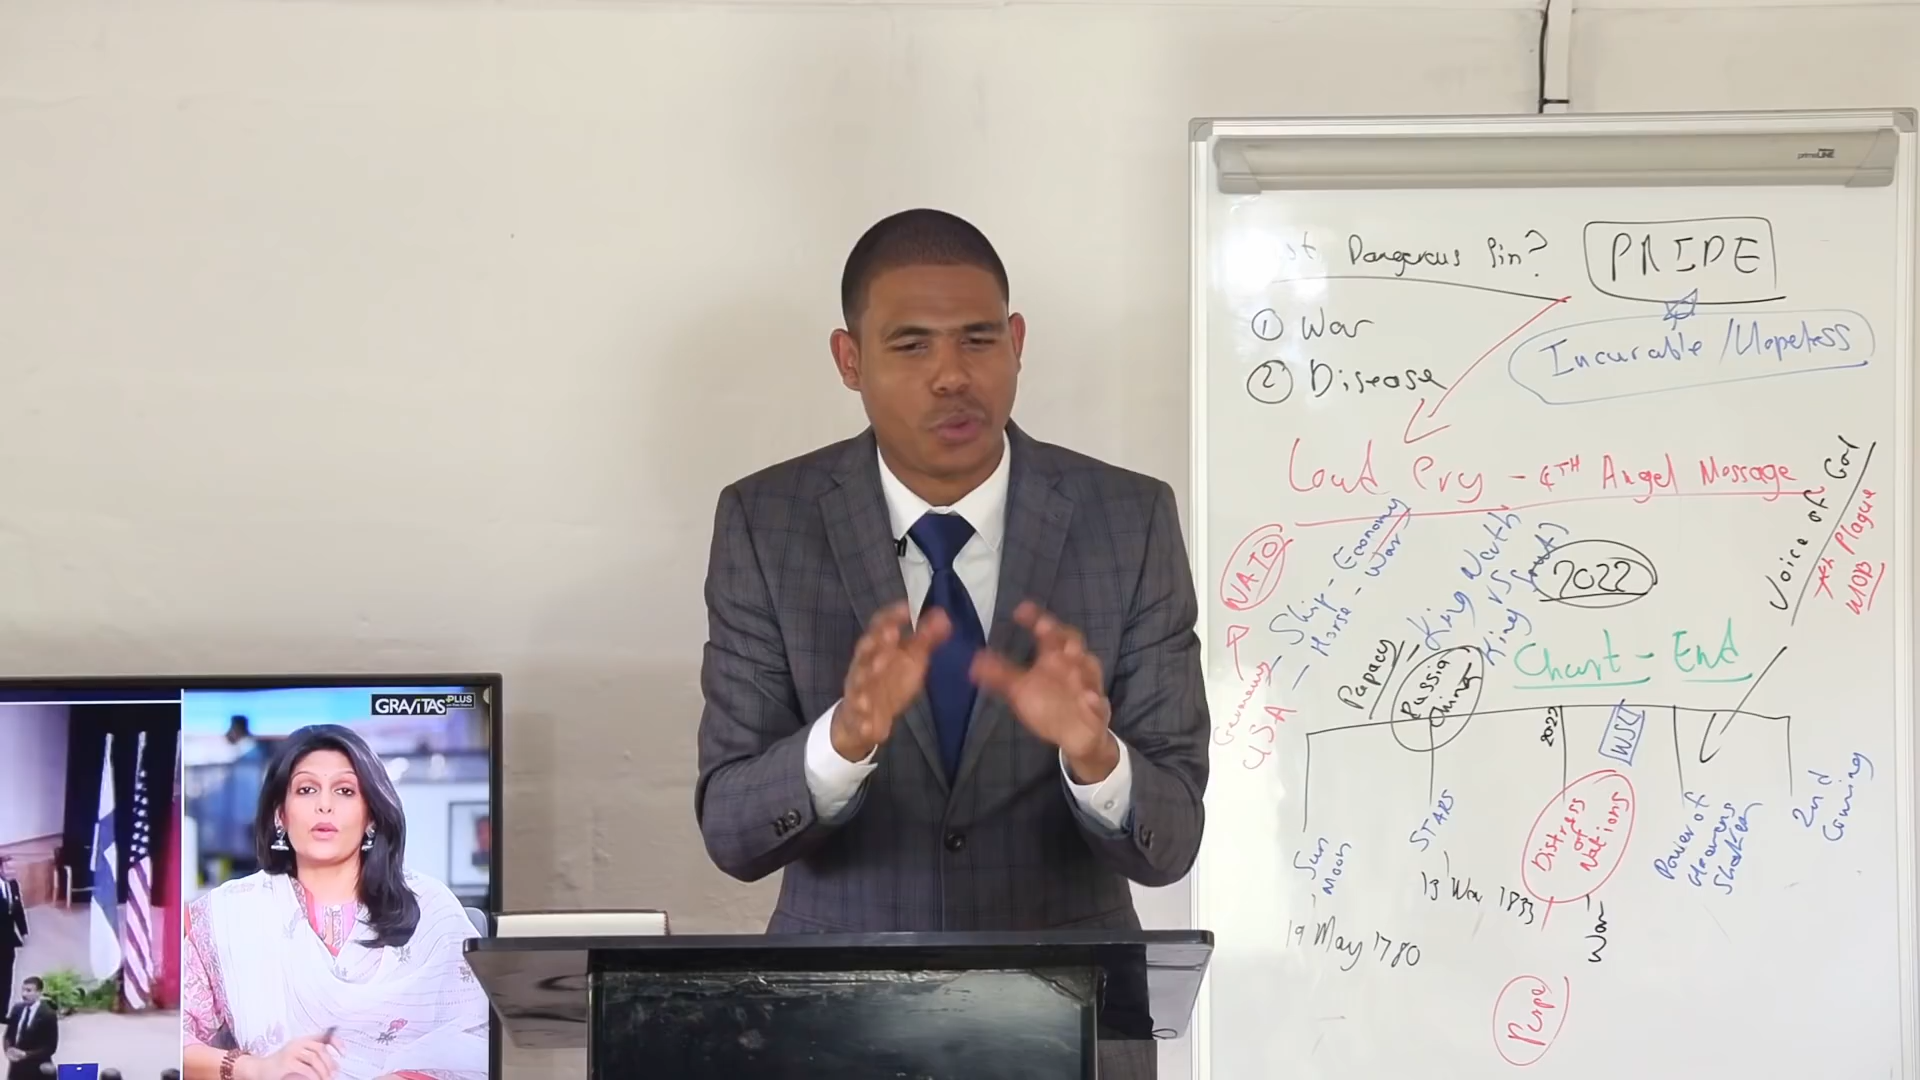 GRAVITAS PLUS
primeLINE
st Dangerous Sin?
PRIDE
① War
② Disease
Incurable / Hopeless
Loud Cry - 4TH Angel Message
NATO
Germany
USA
Ship - Economy
Horse - War
Papacy
King North
vs
King South
Russia
China
2022
Chart - End
Voice of God
7th Plague
2022
WSL
Sun
Moon
19 May 1780
STARS
13 Nov 1833
Distress
of
Nations
War
Power of
Heavens
Shaken
2nd
Coming